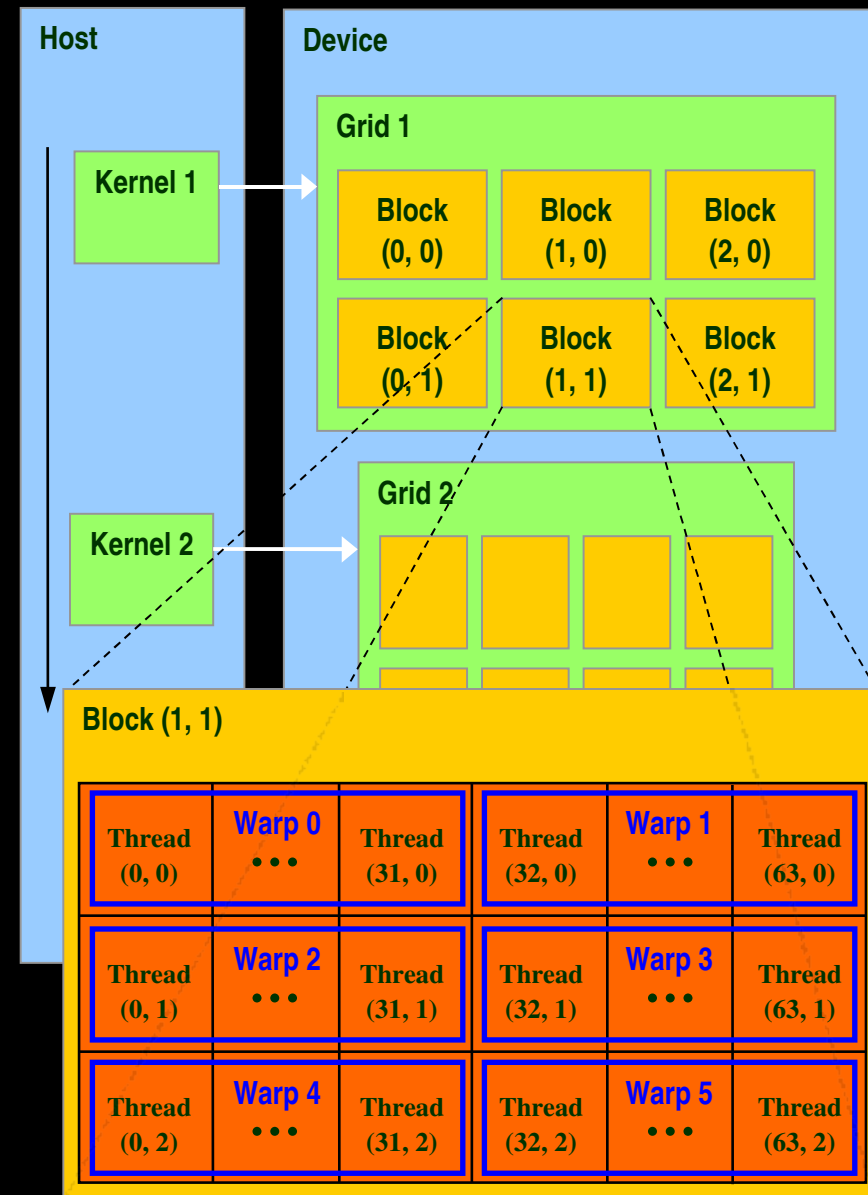 Host
Device
Grid 1
Kernel 1
Block
(0, 0)
Block
(1, 0)
Block
(2, 0)
Block
(0, 1)
Block
(1, 1)
Block
(2, 1)
Grid 2
Kernel 2
Block (1, 1)
Thread
(0, 0)
Warp 0
•••
Thread
(31, 0)
Thread
(32, 0)
Warp 1
•••
Thread
(63, 0)
Thread
(0, 1)
Warp 2
•••
Thread
(31, 1)
Thread
(32, 1)
Warp 3
•••
Thread
(63, 1)
Thread
(0, 2)
Warp 4
•••
Thread
(31, 2)
Thread
(32, 2)
Warp 5
•••
Thread
(63, 2)